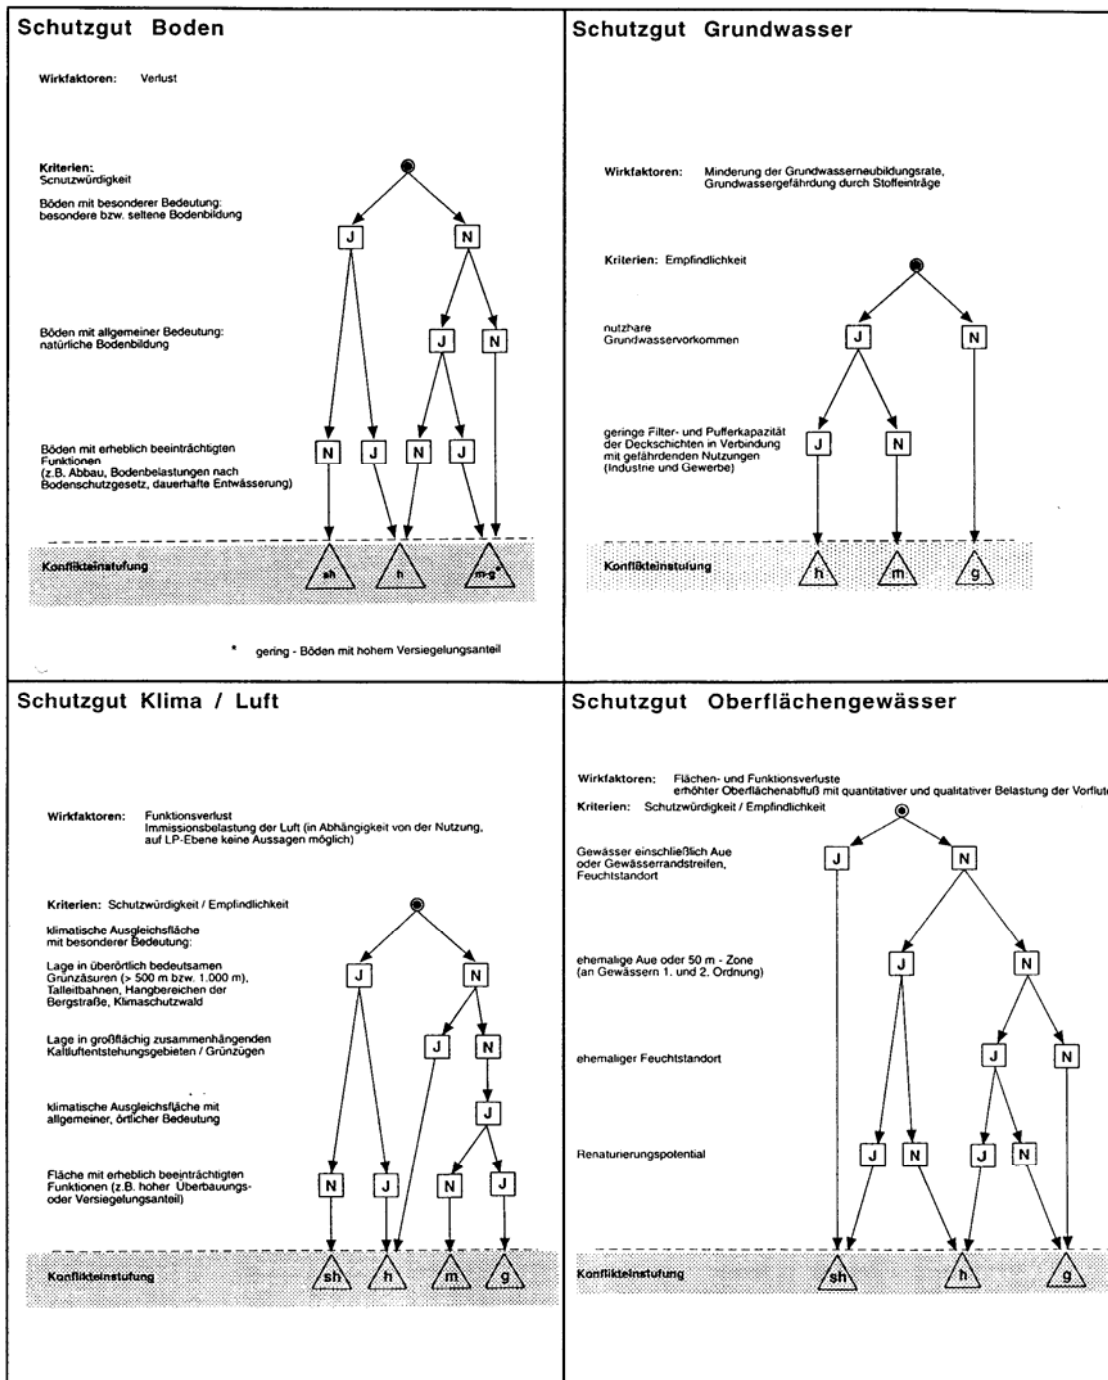 Schutzgut Boden
Wirkfaktoren: Verlust
Kriterien:
Schutzwürdigkeit
Böden mit besonderer Bedeutung:
besondere bzw. seltene Bodenbildung
J N
Böden mit allgemeiner Bedeutung:
natürliche Bodenbildung
J N
Böden mit erheblich beeinträchtigten
Funktionen
(z.B. Abbau, Bodenbelastungen nach
Bodenschutzgesetz, dauerhafte Entwässerung)
N J N J
Konflikteinstufung
sh h m-g*
* gering - Böden mit hohem Versiegelungsanteil
Schutzgut Grundwasser
Wirkfaktoren: Minderung der Grundwasserneubildungsrate,
Grundwassergefährdung durch Stoffeinträge
Kriterien: Empfindlichkeit
nutzbare
Grundwasservorkommen
J N
geringe Filter- und Pufferkapazität
der Deckschichten in Verbindung
mit gefährdenden Nutzungen
(Industrie und Gewerbe)
J N
Konflikteinstufung
h m g
Schutzgut Klima / Luft
Wirkfaktoren: Funktionsverlust
Immissionsbelastung der Luft (in Abhängigkeit von der Nutzung,
auf LP-Ebene keine Aussagen möglich)
Kriterien: Schutzwürdigkeit / Empfindlichkeit
klimatische Ausgleichsfläche
mit besonderer Bedeutung:
Lage in überörtlich bedeutsamen
Grünzäsuren (> 500 m bzw. 1.000 m),
Talleitbahnen, Hangbereichen der
Bergstraße, Klimaschutzwald
J N
Lage in großflächig zusammenhängenden
Kaltluftentstehungsgebieten / Grünzügen
J N
klimatische Ausgleichsfläche mit
allgemeiner, örtlicher Bedeutung
J
Fläche mit erheblich beeinträchtigten
Funktionen (z.B. hoher Überbauungs-
oder Versiegelungsanteil)
N J N J
Konflikteinstufung
sh h m g
Schutzgut Oberflächengewässer
Wirkfaktoren: Flächen- und Funktionsverluste
erhöhter Oberflächenabfluß mit quantitativer und qualitativer Belastung der Vorflute
Kriterien: Schutzwürdigkeit / Empfindlichkeit
Gewässer einschließlich Aue
oder Gewässerrandstreifen,
Feuchtstandort
J N
ehemalige Aue oder 50 m - Zone
(an Gewässern 1. und 2. Ordnung)
J N
ehemaliger Feuchtstandort
J N
Renaturierungspotential
J N J N
Konflikteinstufung
sh h g